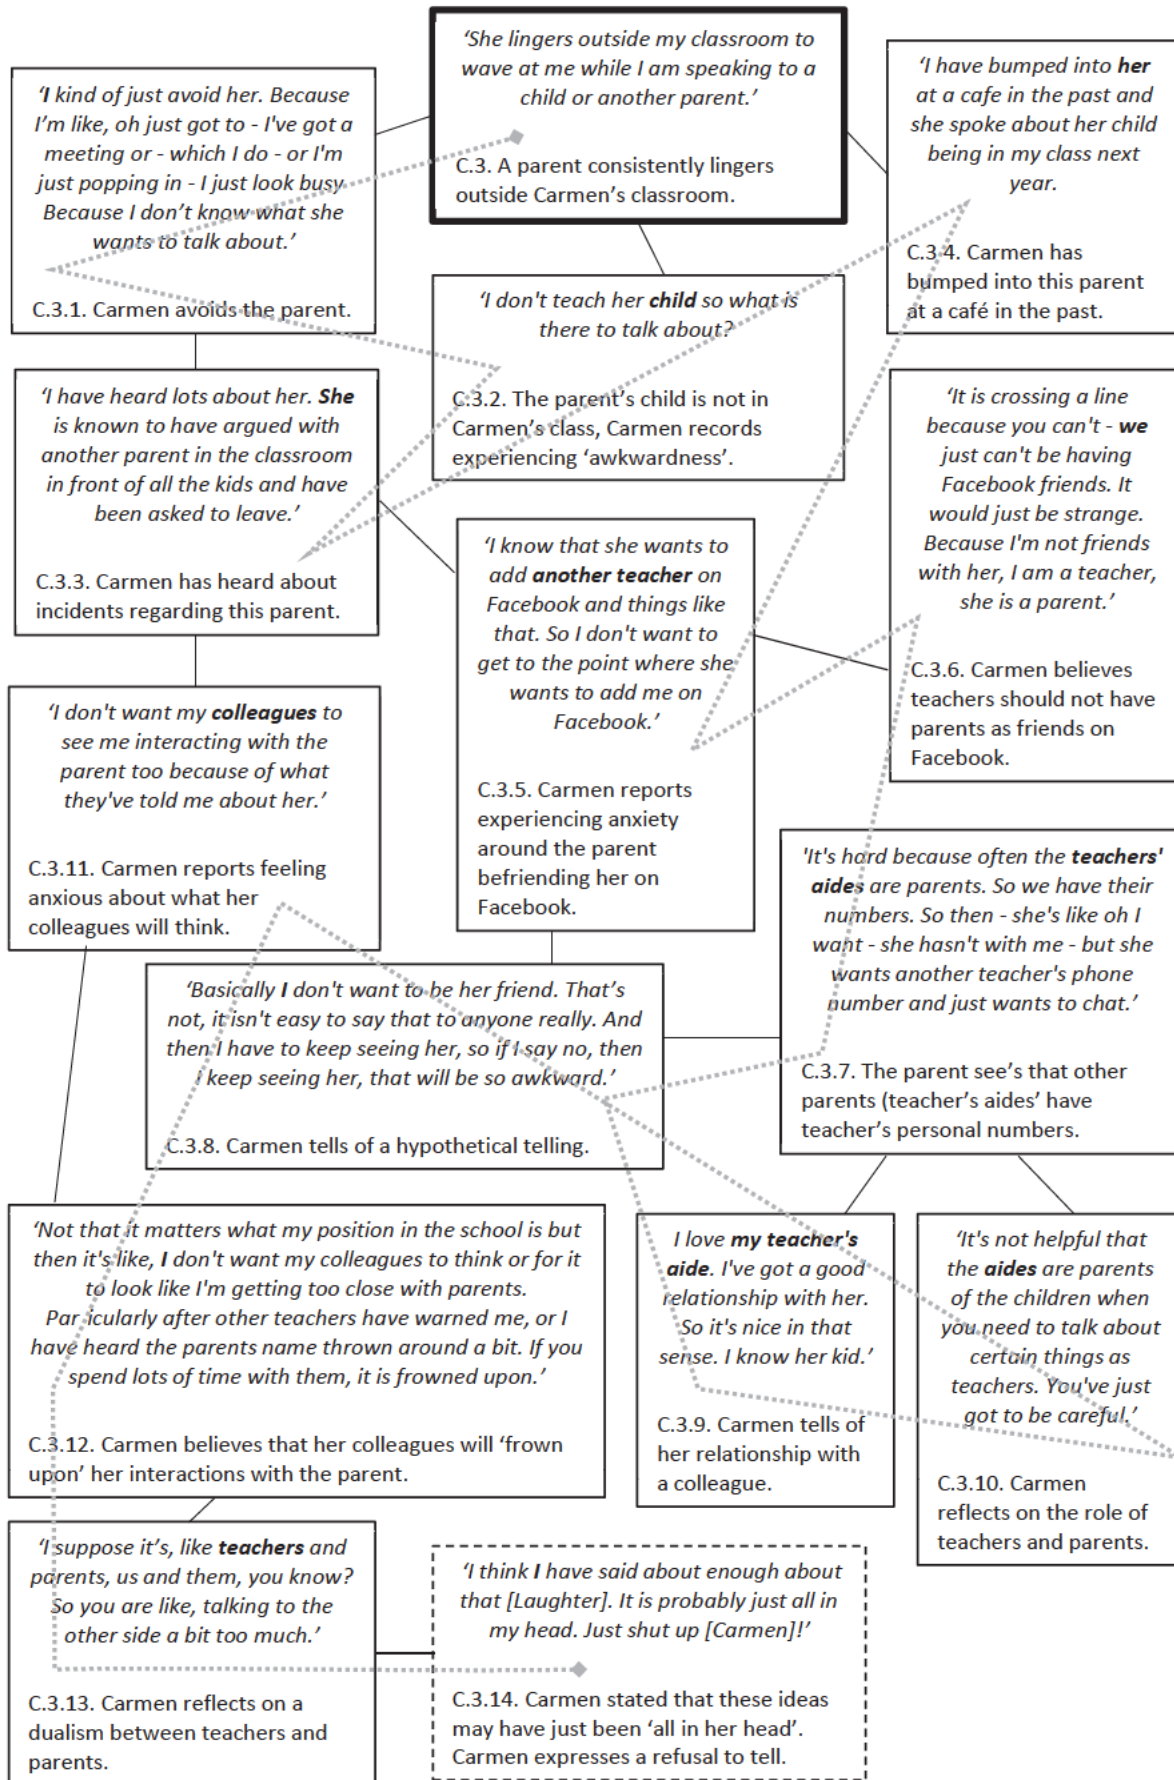 ‘She lingers outside my classroom to
wave at me while I am speaking to a
child or another parent.’
C.3. A parent consistently lingers
outside Carmen’s classroom.
‘I kind of just avoid her. Because
I’m like, oh just got to - I've got a
meeting or - which I do - or I'm
just popping in - I just look busy
Because I don’t know what she
wants to talk about.’
C.3.1. Carmen avoids the parent.
‘I don't teach her child so what is
there to talk about?
C.3.2. The parent’s child is not in
Carmen’s class, Carmen records
experiencing ‘awkwardness’.
‘I have heard lots about her. She
is known to have argued with
another parent in the classroom
in front of all the kids and have
been asked to leave.’
C.3.3. Carmen has heard about
incidents regarding this parent.
‘I have bumped into her
at a cafe in the past and
she spoke about her child
being in my class next
year.
C.3.4. Carmen has
bumped into this parent
at a café in the past.
‘I know that she wants to
add another teacher on
Facebook and things like
that. So I don't want to
get to the point where she
wants to add me on
Facebook.’
C.3.5. Carmen reports
experiencing anxiety
around the parent
befriending her on
Facebook.
‘It is crossing a line
because you can't - we
just can't be having
Facebook friends. It
would just be strange.
Because I'm not friends
with her, I am a teacher,
she is a parent.’
C.3.6. Carmen believes
teachers should not have
parents as friends on
Facebook.
'It's hard because often the teachers'
aides are parents. So we have their
numbers. So then - she's like oh I
want - she hasn't with me - but she
wants another teacher's phone
number and just wants to chat.’
C.3.7. The parent see’s that other
parents (teacher’s aides’ have
teacher’s personal numbers.
‘Basically I don't want to be her friend. That’s
not, it isn't easy to say that to anyone really. And
then I have to keep seeing her, so if I say no, then
I keep seeing her, that will be so awkward.’
C.3.8. Carmen tells of a hypothetical telling.
I love my teacher's
aide. I've got a good
relationship with her.
So it's nice in that
sense. I know her kid.’
C.3.9. Carmen tells of
her relationship with
a colleague.
‘It's not helpful that
the aides are parents
of the children when
you need to talk about
certain things as
teachers. You've just
got to be careful.’
C.3.10. Carmen
reflects on the role of
teachers and parents.
‘I don't want my colleagues to
see me interacting with the
parent too because of what
they've told me about her.’
C.3.11. Carmen reports feeling
anxious about what her
colleagues will think.
‘Not that it matters what my position in the school is but
then it's like, I don't want my colleagues to think or for it
to look like I'm getting too close with parents.
Par icularly after other teachers have warned me, or I
have heard the parents name thrown around a bit. If you
spend lots of time with them, it is frowned upon.’
C.3.12. Carmen believes that her colleagues will ‘frown
upon’ her interactions with the parent.
‘I suppose it’s, like teachers and
parents, us and them, you know?
So you are like, talking to the
other side a bit too much.’
C.3.13. Carmen reflects on a
dualism between teachers and
parents.
‘I think I have said about enough about
that [Laughter]. It is probably just all in
my head. Just shut up [Carmen]!’
C.3.14. Carmen stated that these ideas
may have just been ‘all in her head’.
Carmen expresses a refusal to tell.